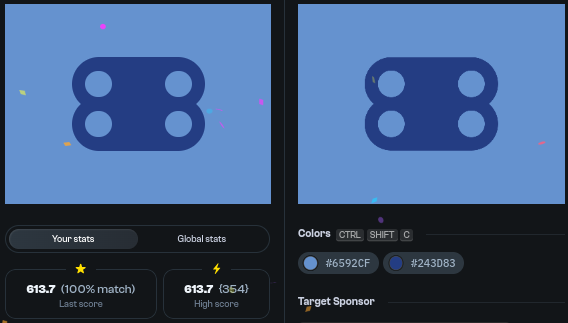 Your stats
Global stats
613.7 (100% match)
Last score
613.7 {354}
High score
Colors CTRL SHIFT C
#6592CF
#243D83
Target Sponsor